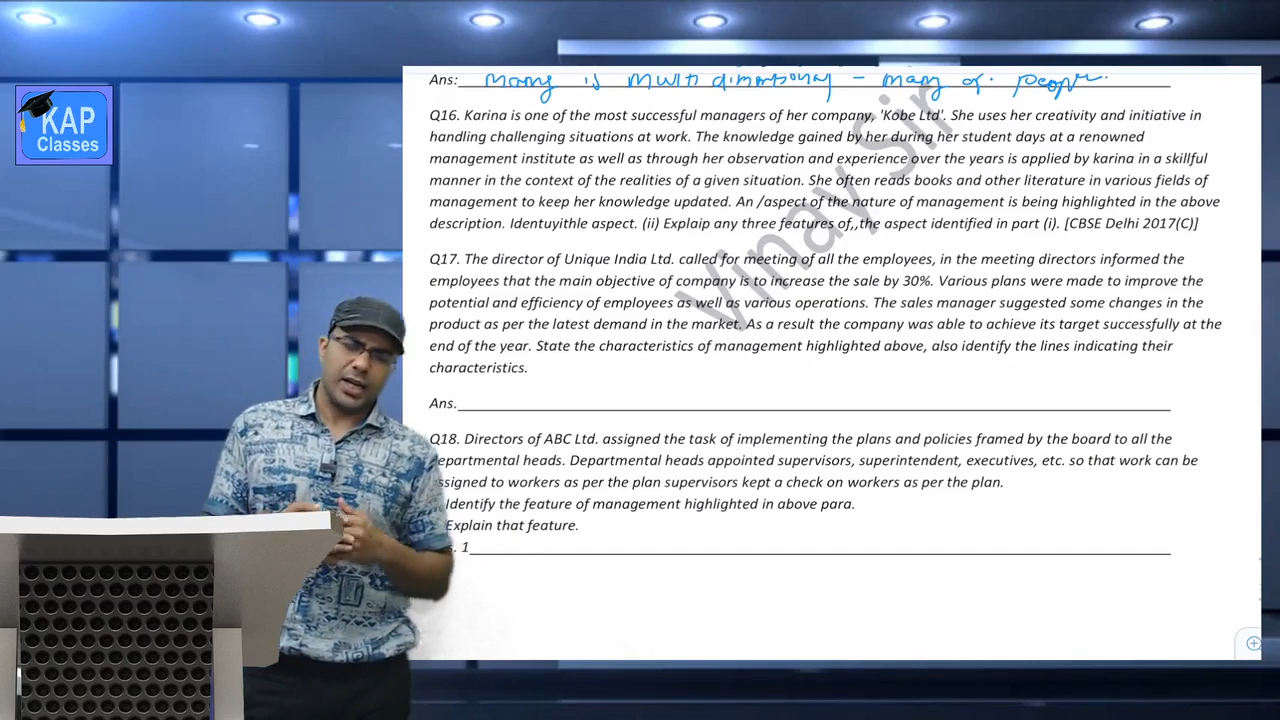 KAP
Classes
Ans: is multi dimensional - of people.
Q16. Karina is one of the most successful managers of her company, 'Kobe Ltd'. She uses her creativity and initiative in
handling challenging situations at work. The knowledge gained by her during her student days at a renowned
management institute as well as through her observation and experience over the years is applied by karina in a skillful
manner in the context of the realities of a given situation. She often reads books and other literature in various fields of
management to keep her knowledge updated. An /aspect of the nature of management is being highlighted in the above
description. Identuyithle aspect. (ii) Explaip any three features of,,the aspect identified in part (i). [CBSE Delhi 2017(C)]
Q17. The director of Unique India Ltd. called for meeting of all the employees, in the meeting directors informed the
employees that the main objective of company is to increase the sale by 30%. Various plans were made to improve the
potential and efficiency of employees as well as various operations. The sales manager suggested some changes in the
product as per the latest demand in the market. As a result the company was able to achieve its target successfully at the
end of the year. State the characteristics of management highlighted above, also identify the lines indicating their
characteristics.
Ans.
Q18. Directors of ABC Ltd. assigned the task of implementing the plans and policies framed by the board to all the
epartmental heads. Departmental heads appointed supervisors, superintendent, executives, etc. so that work can be
ssigned to workers as per the plan supervisors kept a check on workers as per the plan.
Identify the feature of management highlighted in above para.
Explain that feature.
s. 1
Vinay Sir